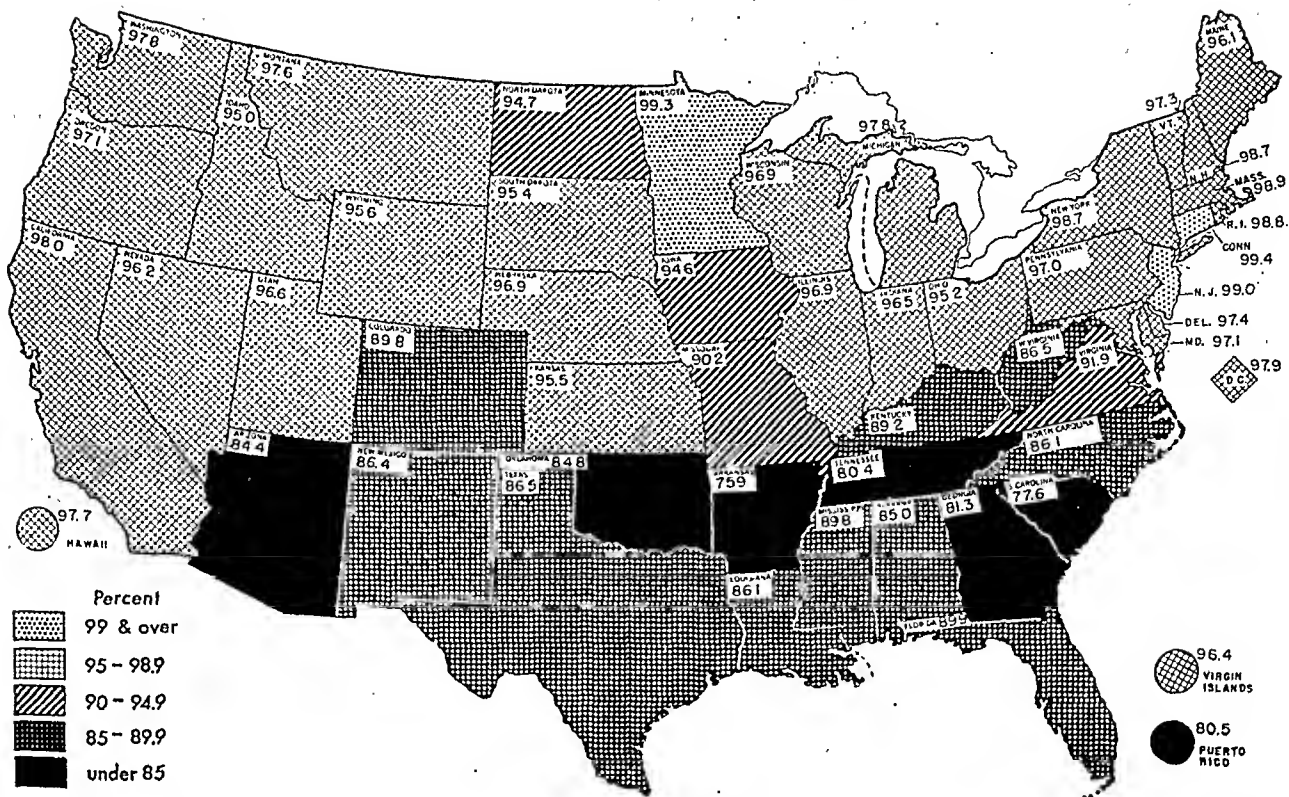 WASHINGTON
97.8
MONTANA
97.6
NORTH DAKOTA
94.7
MINNESOTA
99.3
MAINE
96.1
IDAHO
95.0
OREGON
97.1
97.8
MICHIGAN
WISCONSIN
96.9
97.3
VT.
98.7
N.H.
MASS.
98.9
SOUTH DAKOTA
95.4
WYOMING
95.6
NEW YORK
98.7
R.I. 98.8
CONN
99.4
CALIFORNIA
98.0
NEVADA
96.2
UTAH
96.6
NEBRASKA
96.9
IOWA
94.6
ILLINOIS
96.9
INDIANA
96.5
OHIO
95.2
PENNSYLVANIA
97.0
N.J. 99.0
DEL. 97.4
MD. 97.1
97.9
D C
COLORADO
89.8
KANSAS
95.5
MISSOURI
90.2
W VIRGINIA
86.5
VIRGINIA
91.9
KENTUCKY
89.2
NORTH CAROLINA
86.1
ARIZONA
84.4
NEW MEXICO
86.4
OKLAHOMA 84.8
TEXAS
86.5
ARKANSAS
75.9
TENNESSEE
80.4
S. CAROLINA
77.6
MISSISSIPPI
89.8
85.0
GEORGIA
81.3
LOUISIANA
86.1
FLORIDA 89.9
97.7
HAWAII
Percent
99 & over
95 - 98.9
90 - 94.9
85 - 89.9
under 85
96.4
VIRGIN
ISLANDS
80.5
PUERTO
RICO